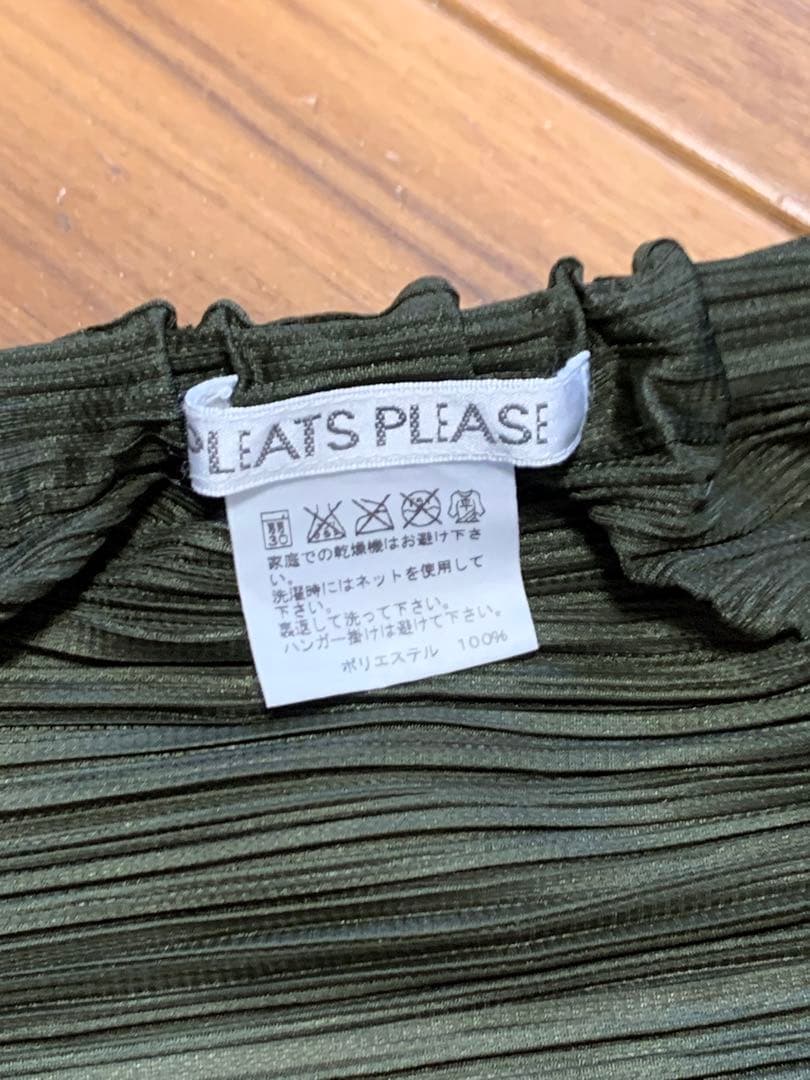 PLEATS PLEASE
弱
30
平
家庭での乾燥機はお避け下さ
い。
洗濯時にはネットを使用して
下さい。
裏返して洗って下さい。
ハンガー掛けは避けて下さい。
ポリエステル 100%